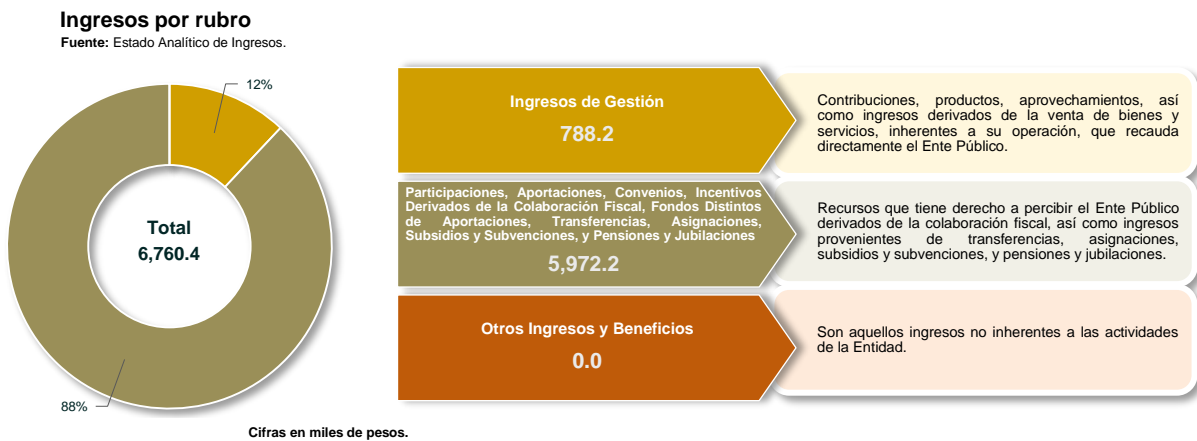 Ingresos por rubro
Fuente: Estado Analítico de Ingresos.
12%
Total
6,760.4
88%
Ingresos de Gestión
788.2
Contribuciones, productos, aprovechamientos, así
como ingresos derivados de la venta de bienes y
servicios, inherentes a su operación, que recauda
directamente el Ente Público.
Participaciones, Aportaciones, Convenios, Incentivos
Derivados de la Colaboración Fiscal, Fondos Distintos
de Aportaciones, Transferencias, Asignaciones,
Subsidios y Subvenciones, y Pensiones y Jubilaciones
5,972.2
Recursos que tiene derecho a percibir el Ente Público
derivados de la colaboración fiscal, así como ingresos
provenientes de transferencias, asignaciones,
subsidios y subvenciones, y pensiones y jubilaciones.
Otros Ingresos y Beneficios
0.0
Son aquellos ingresos no inherentes a las actividades
de la Entidad.
Cifras en miles de pesos.